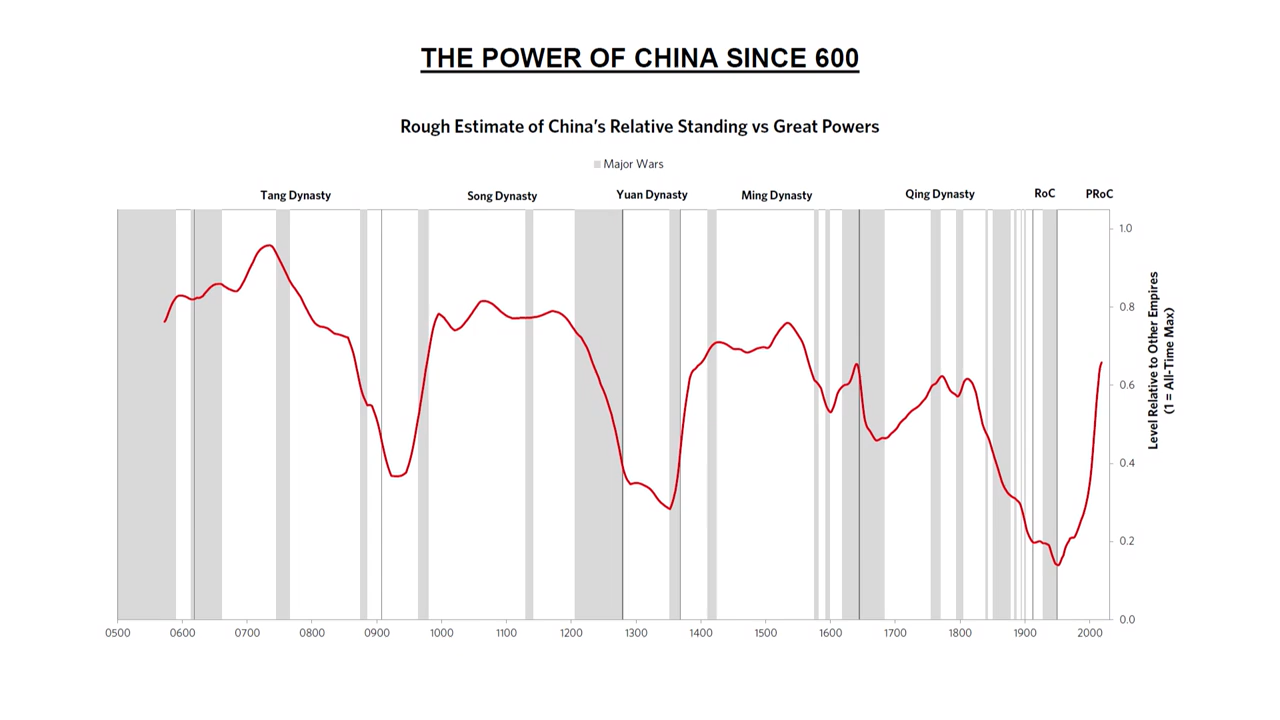 THE POWER OF CHINA SINCE 600
Rough Estimate of China's Relative Standing vs Great Powers
Major Wars
Tang Dynasty
Song Dynasty
Yuan Dynasty
Ming Dynasty
Qing Dynasty
RoC
PRoC
1.0
0.8
0.6
0.4
0.2
0.0
Level Relative to Other Empires
(1 = All-Time Max)
0500
0600
0700
0800
0900
1000
1100
1200
1300
1400
1500
1600
1700
1800
1900
2000